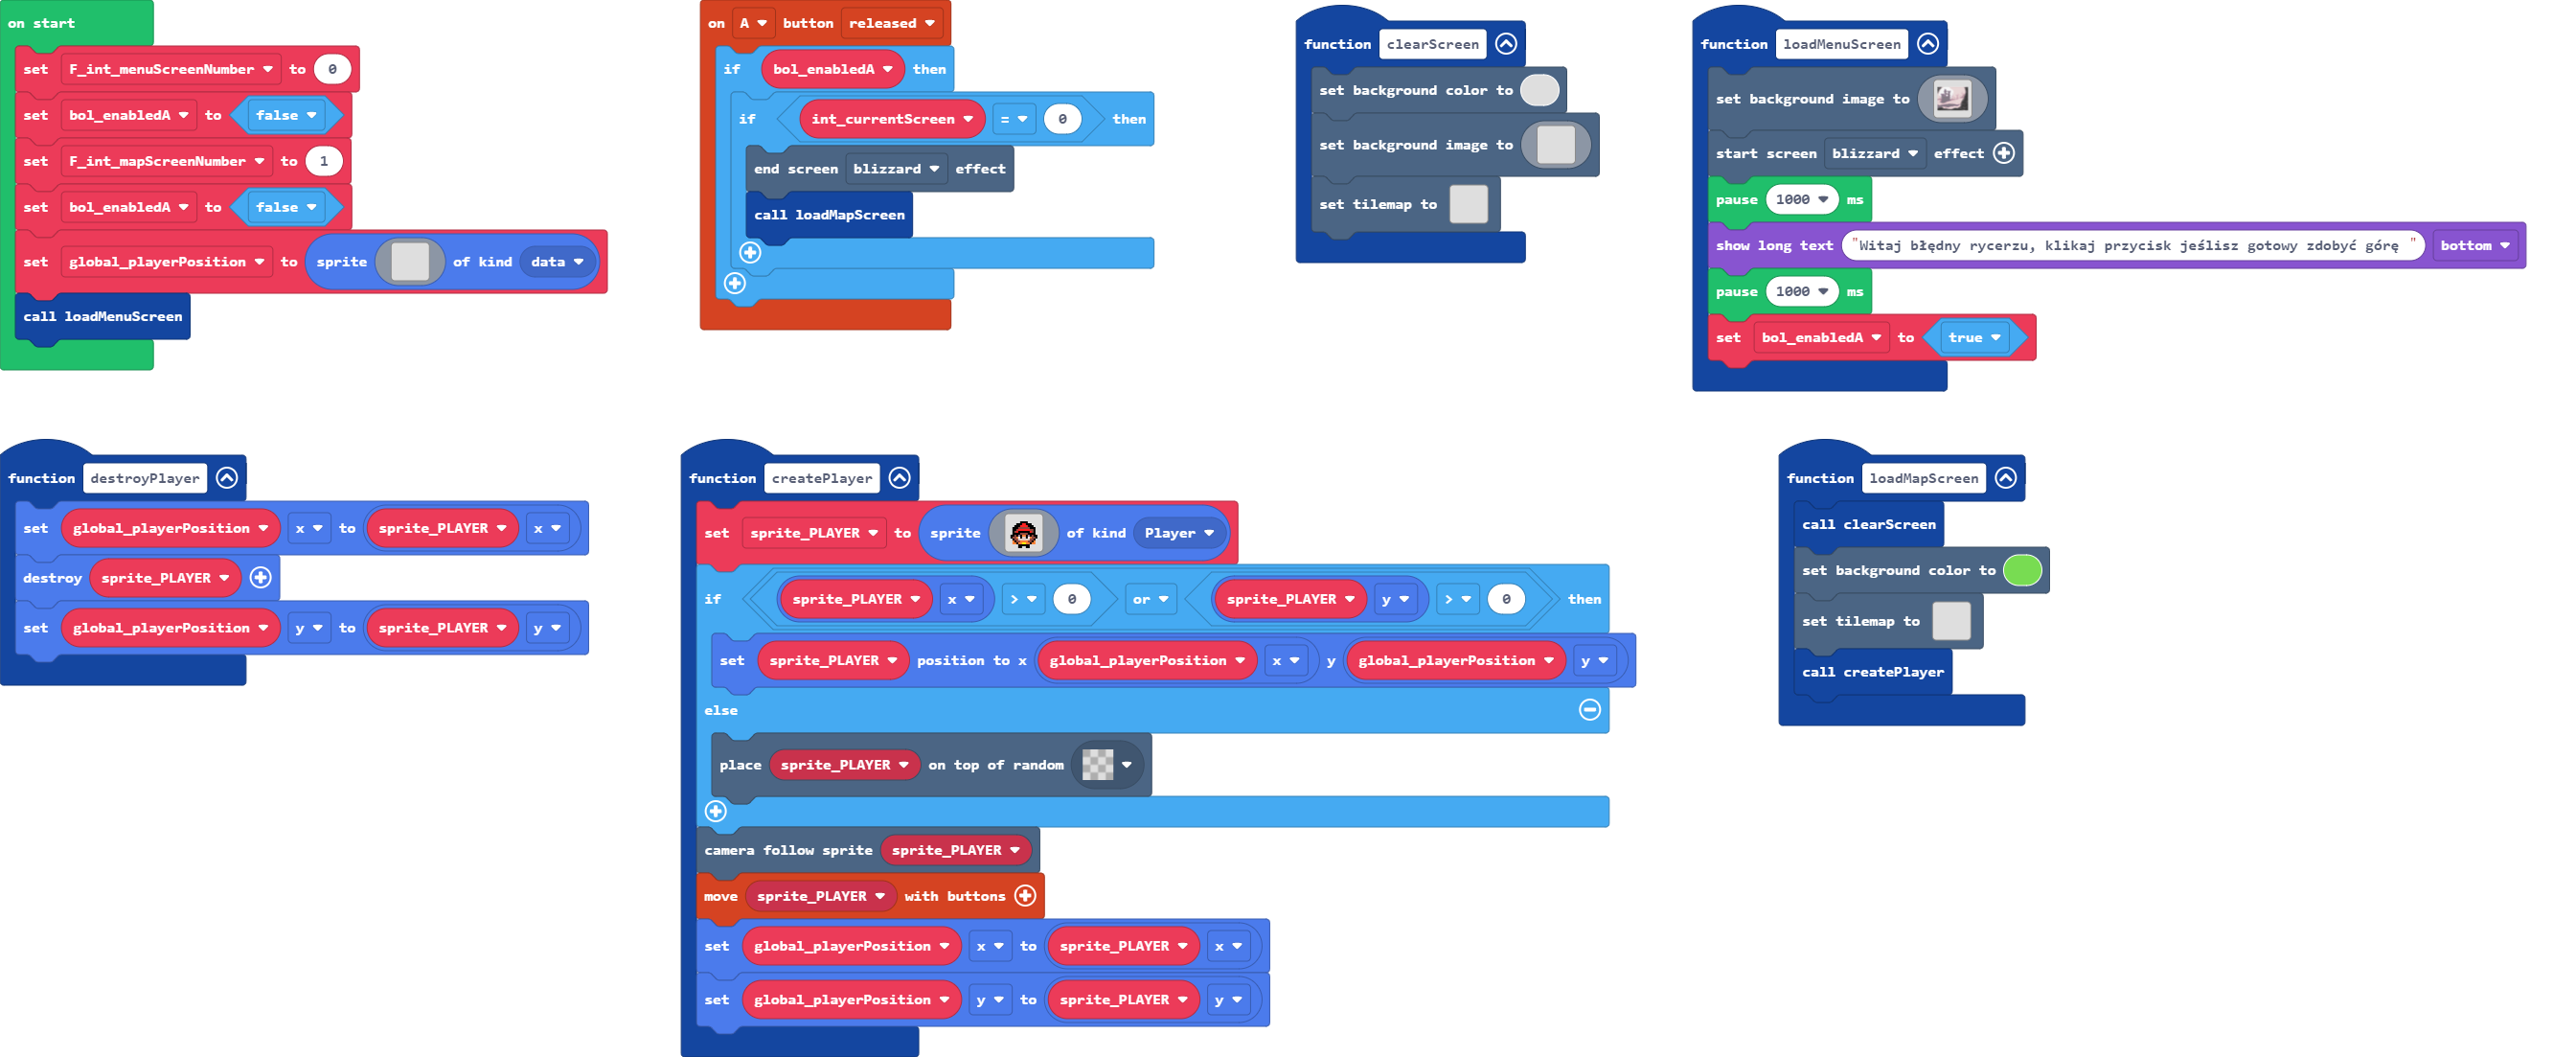 on start
set F_int_menuScreenNumber to 0
set bol_enabledA to false
set F_int_mapScreenNumber to 1
set bol_enabledA to false
set global_playerPosition to sprite of kind data
call loadMenuScreen
on A button released
if bol_enabledA then
if int_currentScreen = 0 then
end screen blizzard effect
call loadMapScreen
function clearScreen
set background color to
set background image to
set tilemap to
function loadMenuScreen
set background image to
start screen blizzard effect
pause 1000 ms
show long text "Witaj błędny rycerzu, klikaj przycisk jeślisz gotowy zdobyć górę " bottom
pause 1000 ms
set bol_enabledA to true
function destroyPlayer
set global_playerPosition x to sprite_PLAYER x
destroy sprite_PLAYER
set global_playerPosition y to sprite_PLAYER y
function createPlayer
set sprite_PLAYER to sprite of kind Player
if sprite_PLAYER x > 0 or sprite_PLAYER y > 0 then
set sprite_PLAYER position to x global_playerPosition x y global_playerPosition y
else
place sprite_PLAYER on top of random
camera follow sprite sprite_PLAYER
move sprite_PLAYER with buttons
set global_playerPosition x to sprite_PLAYER x
set global_playerPosition y to sprite_PLAYER y
function loadMapScreen
call clearScreen
set background color to
set tilemap to
call createPlayer